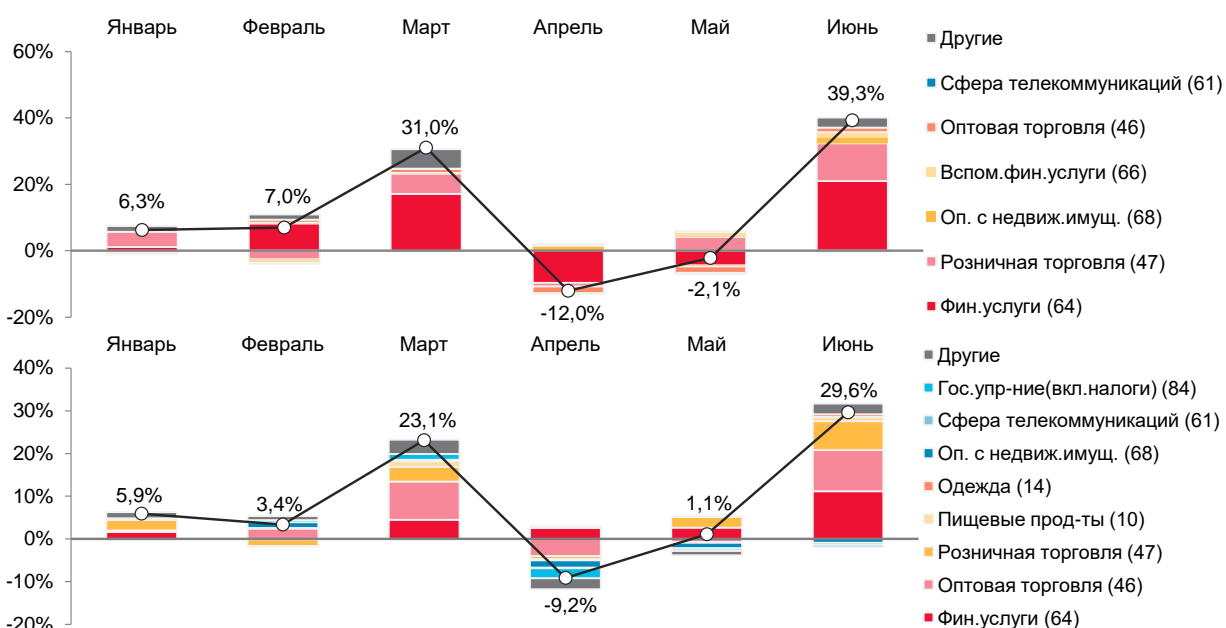 Январь Февраль Март Апрель Май Июнь
60%
40%
20%
0%
-20%
6,3%
7,0%
31,0%
-12,0%
-2,1%
39,3%
Другие
Сфера телекоммуникаций (61)
Оптовая торговля (46)
Вспом.фин.услуги (66)
Оп. с недвиж.имущ. (68)
Розничная торговля (47)
Фин.услуги (64)
Январь Февраль Март Апрель Май Июнь
40%
30%
20%
10%
0%
-10%
-20%
5,9%
3,4%
23,1%
-9,2%
1,1%
29,6%
Другие
Гос.упр-ние(вкл.налоги) (84)
Сфера телекоммуникаций (61)
Оп. с недвиж.имущ. (68)
Одежда (14)
Пищевые прод-ты (10)
Розничная торговля (47)
Оптовая торговля (46)
Фин.услуги (64)